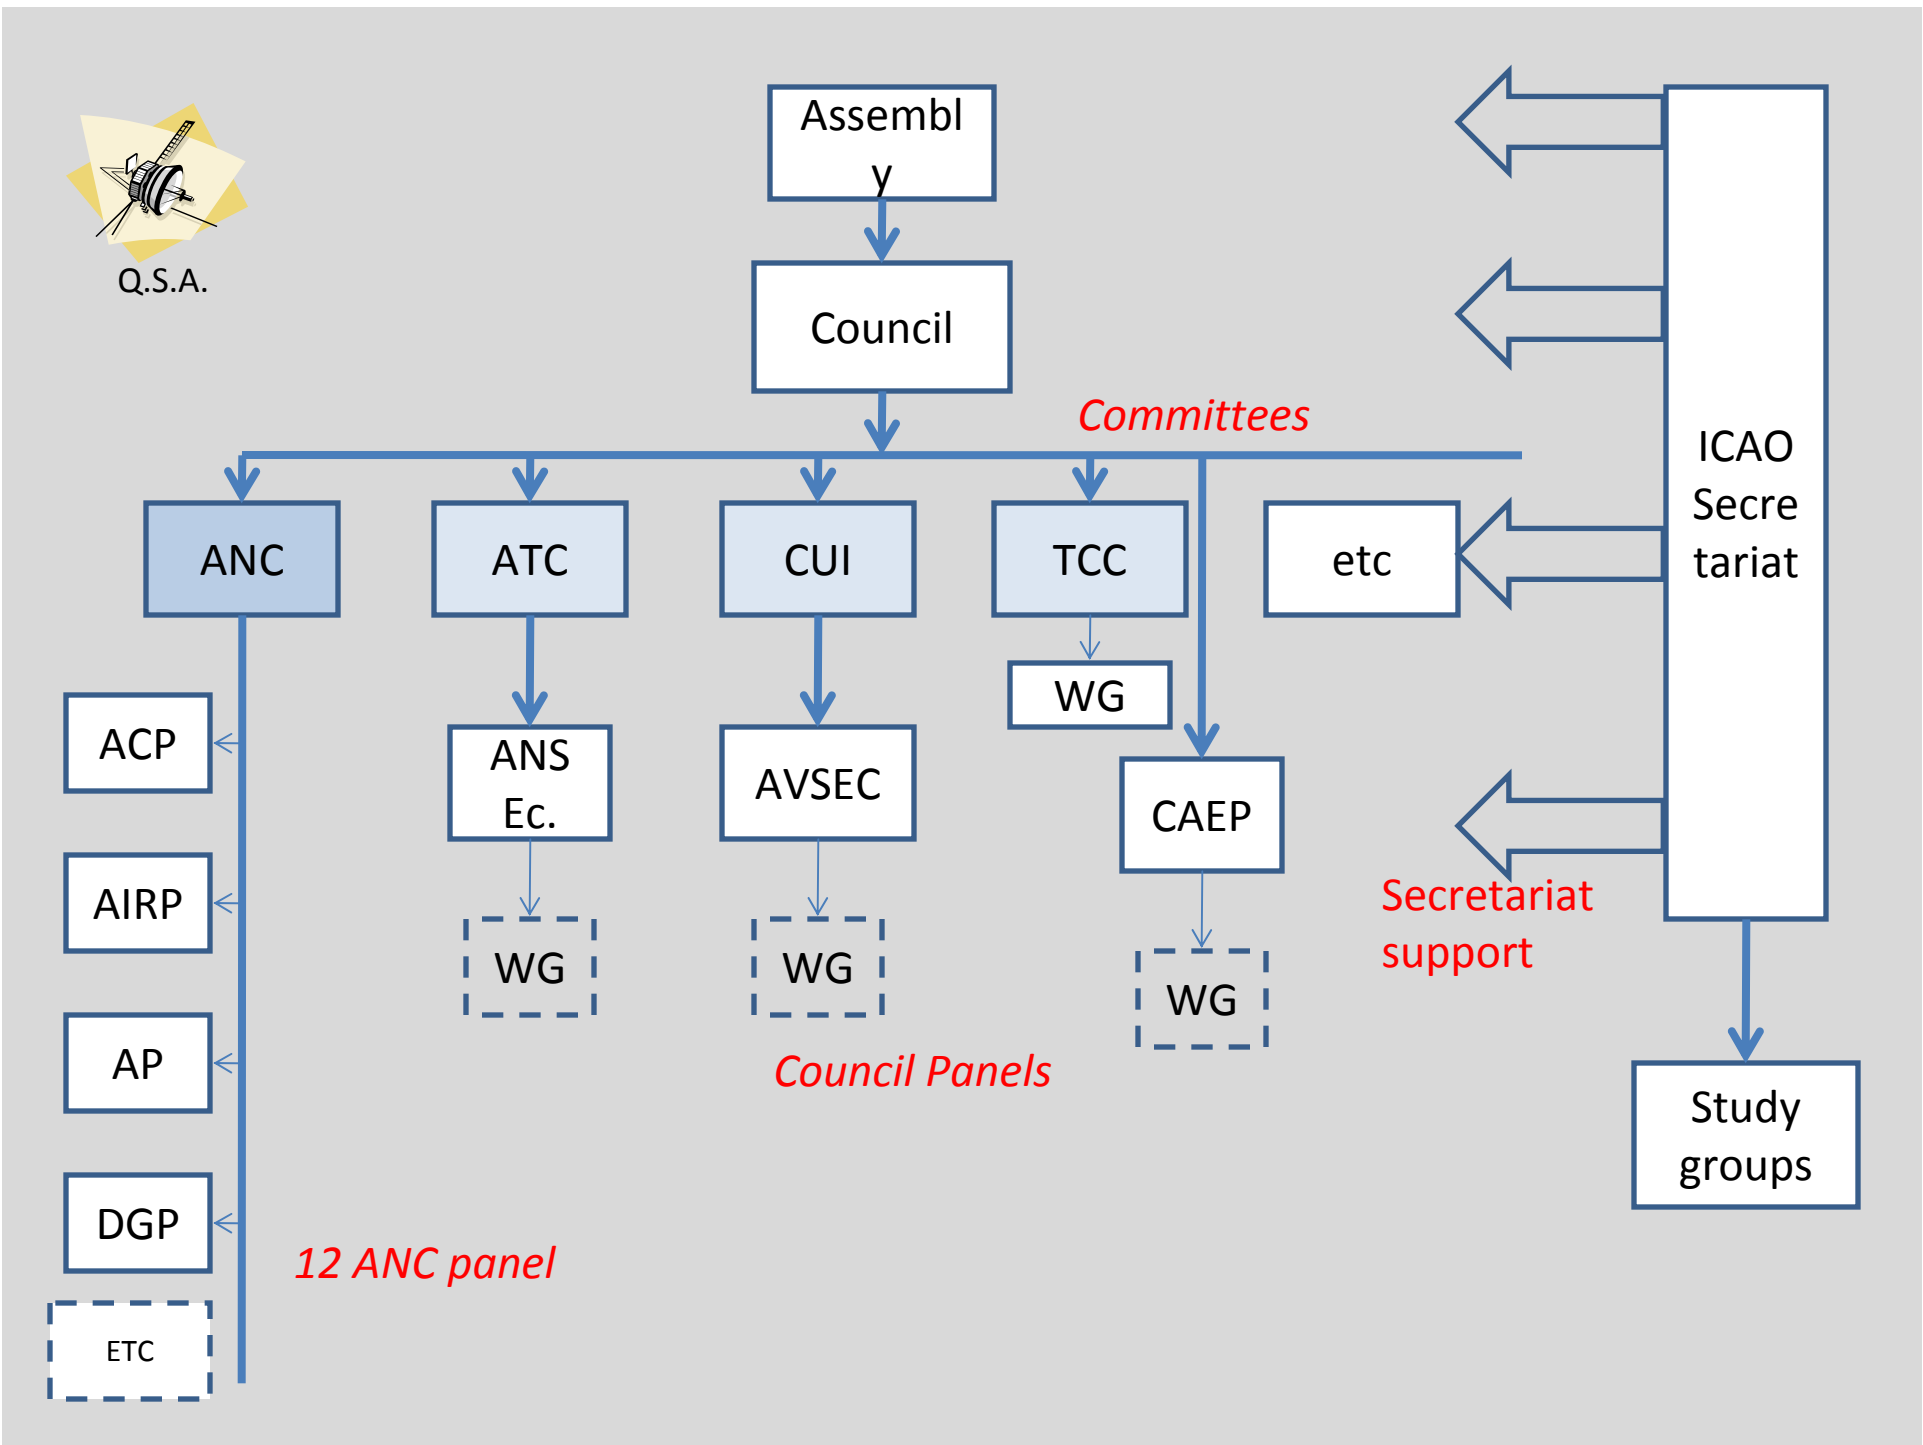 Assembl
y
Q.S.A.
Council
Committees
ICAO
Secre
tariat
ANC
ATC
CUI
TCC
etc
WG
ACP
ANS
Ec.
AVSEC
CAEP
AIRP
Secretariat
support
WG
WG
WG
AP
Council Panels
Study
groups
DGP
12 ANC panel
ETC